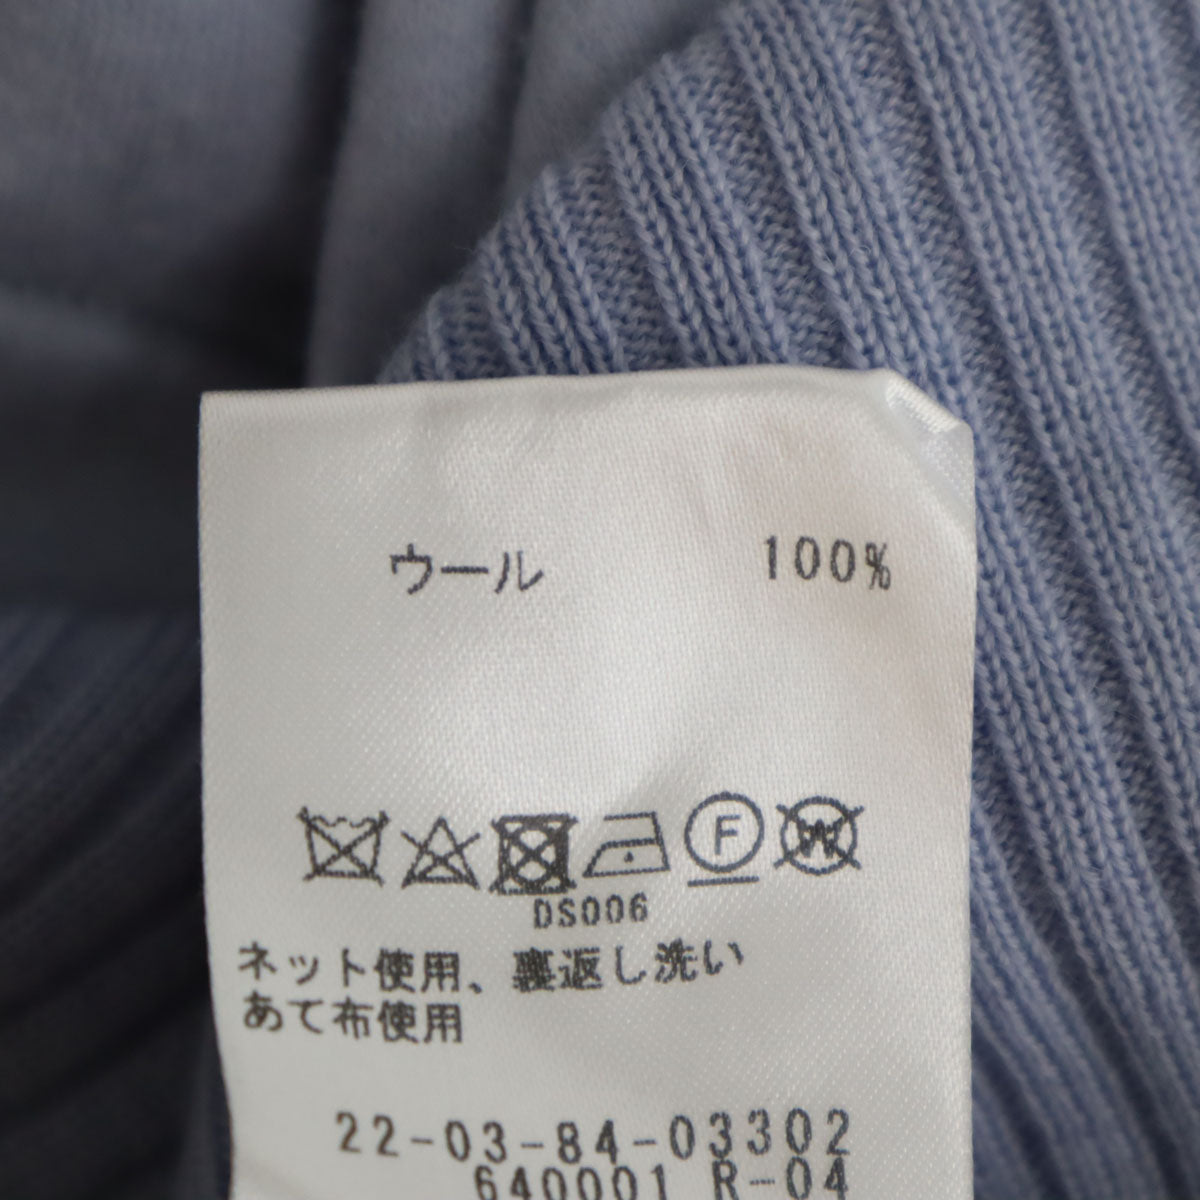 ウール 100%
F W
DS006
ネット使用、裏返し洗い
あて布使用
22-03-84-03302
640001 R-04